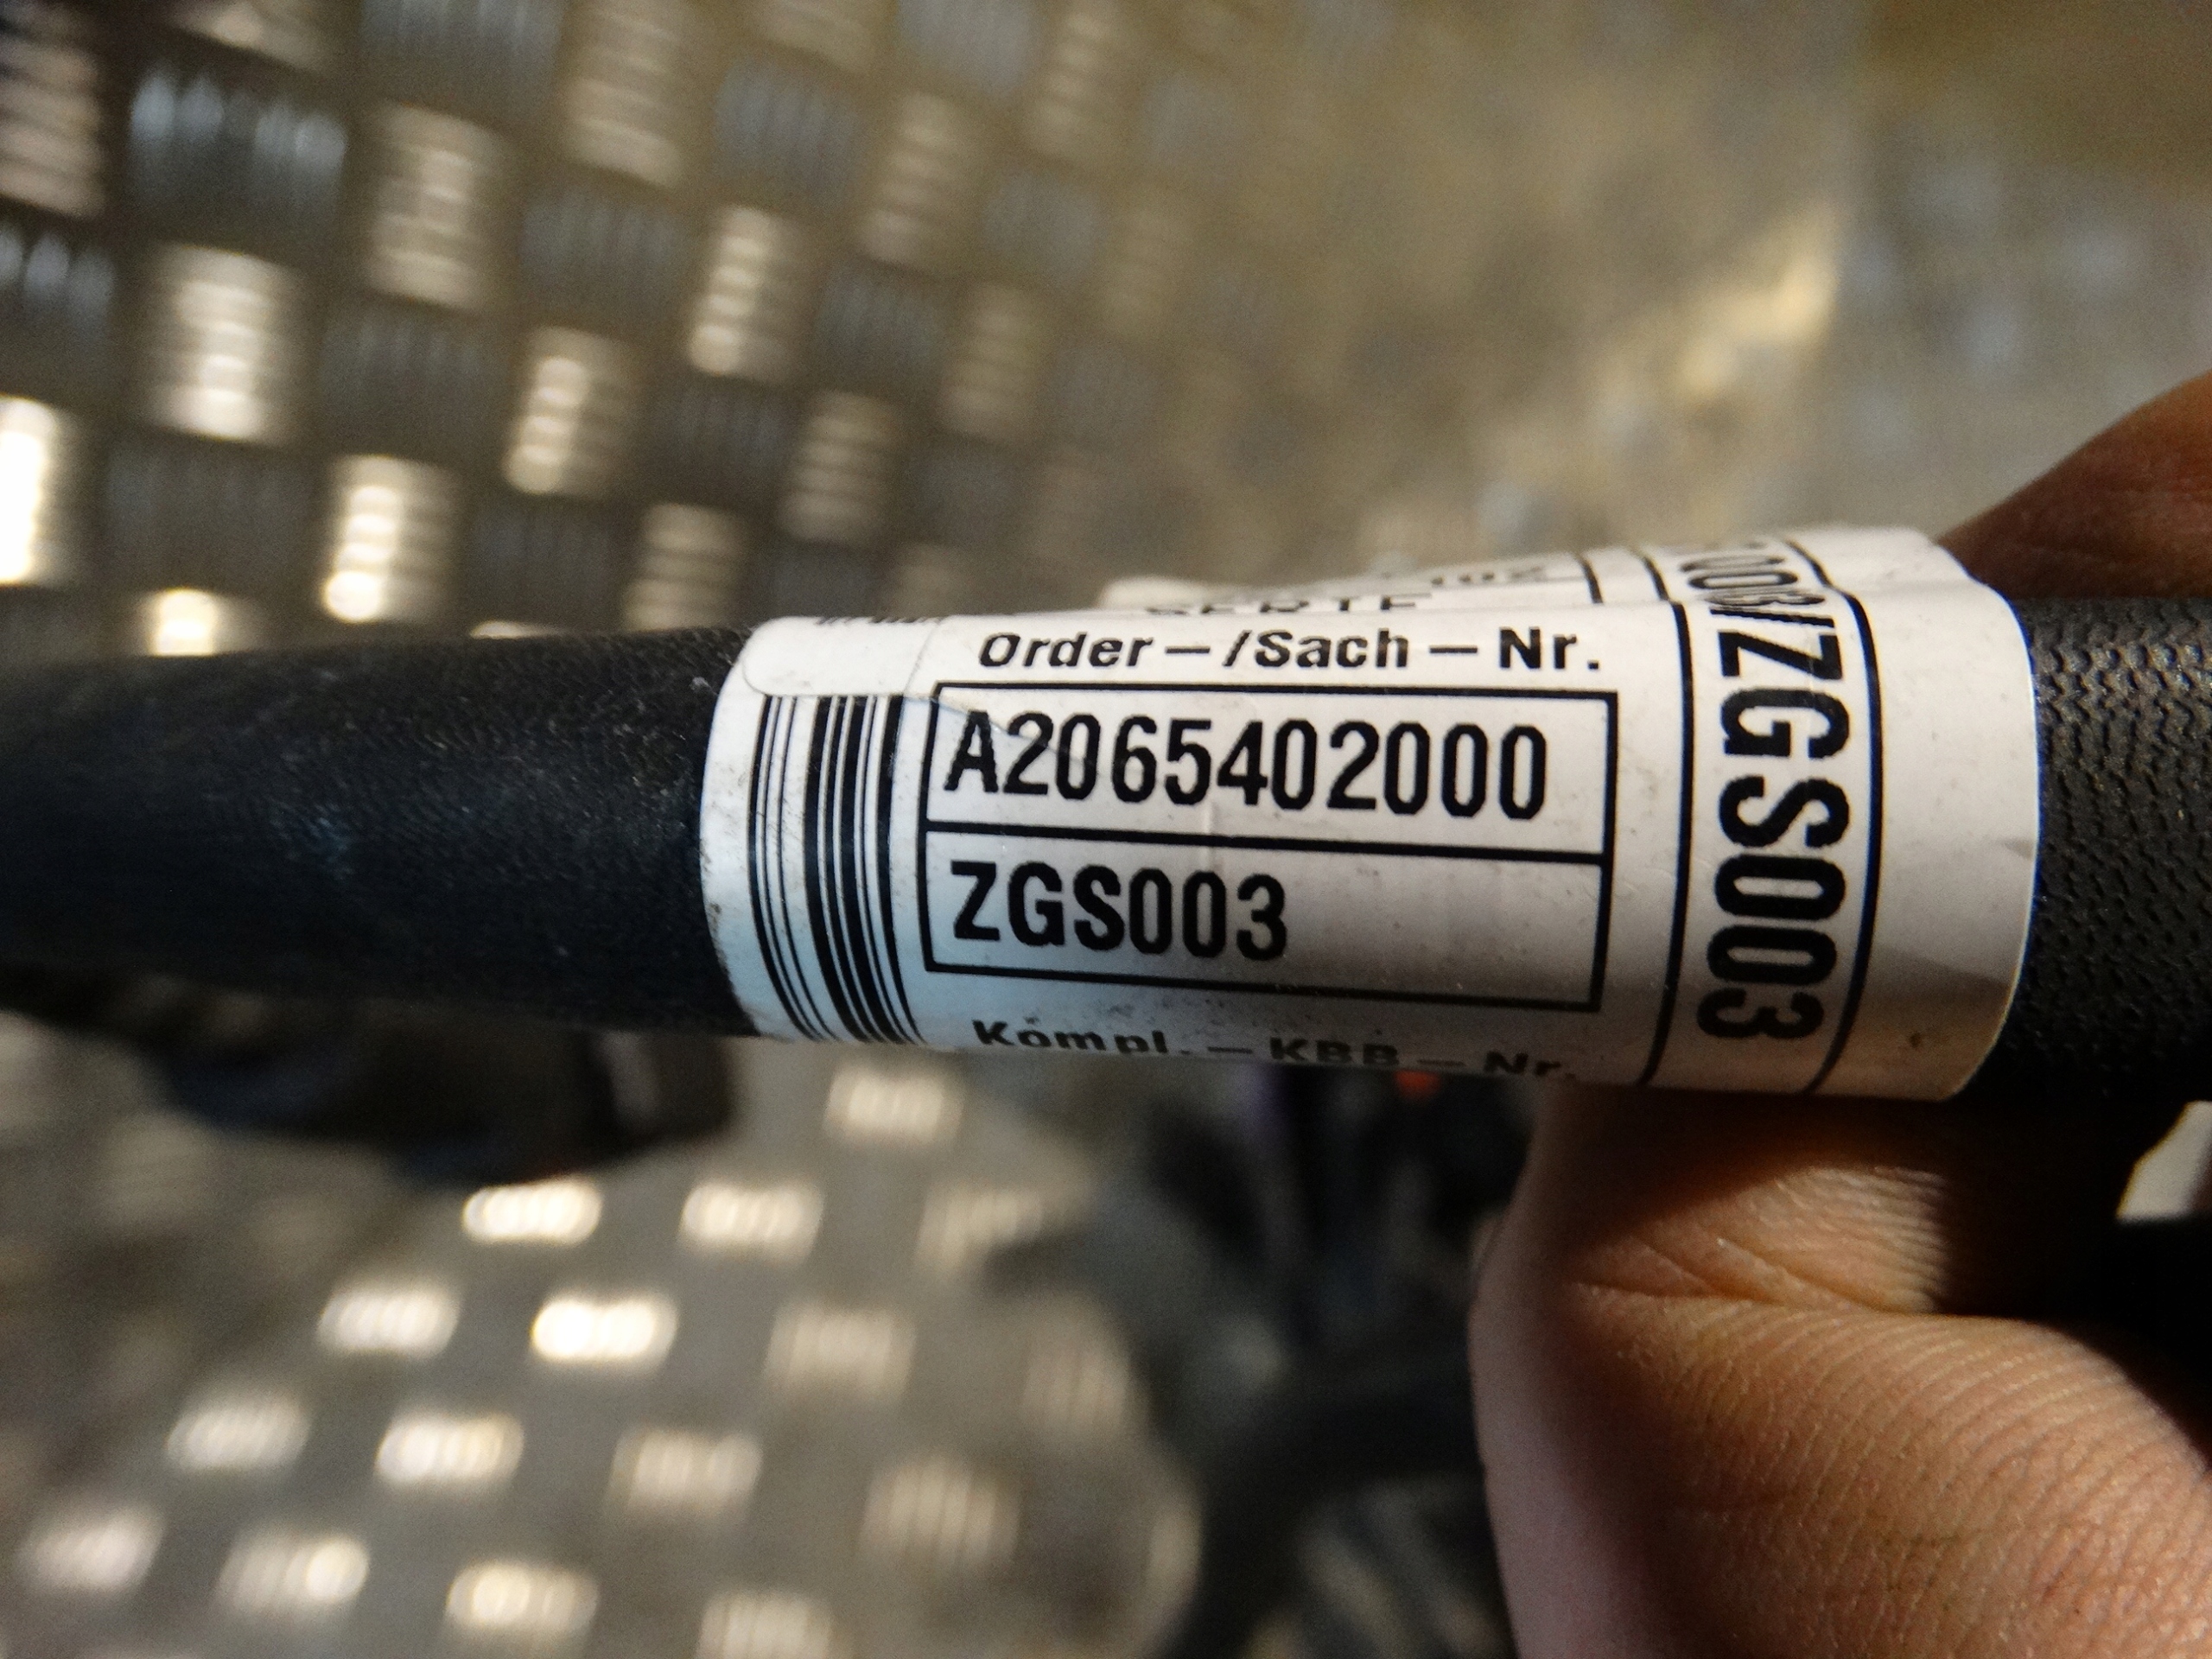 Order-/Sach-Nr.
A2065402000
ZGS003
Kompl.-KBB-Nr.
/ZGS003